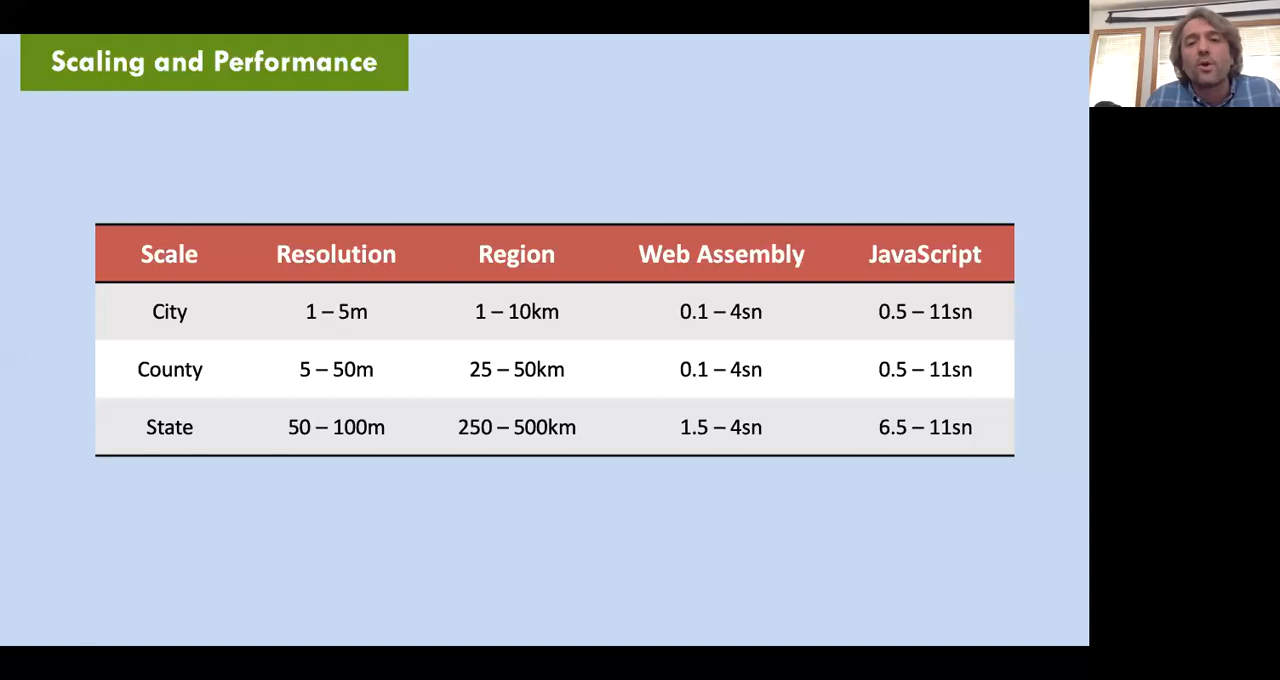 Scaling and Performance
Scale Resolution Region Web Assembly JavaScript
City 1 – 5m 1 – 10km 0.1 – 4sn 0.5 – 11sn
County 5 – 50m 25 – 50km 0.1 – 4sn 0.5 – 11sn
State 50 – 100m 250 – 500km 1.5 – 4sn 6.5 – 11sn